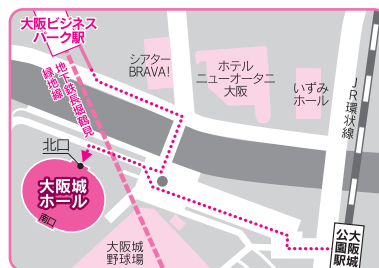 大阪ビジネス
パーク駅
地下鉄長堀鶴見
緑地線
シアター
BRAVA!
ホテル
ニューオータニ
大阪
いずみ
ホール
JR環状線
北口
大阪城
ホール
南口
大阪城
野球場
大阪城
公園駅